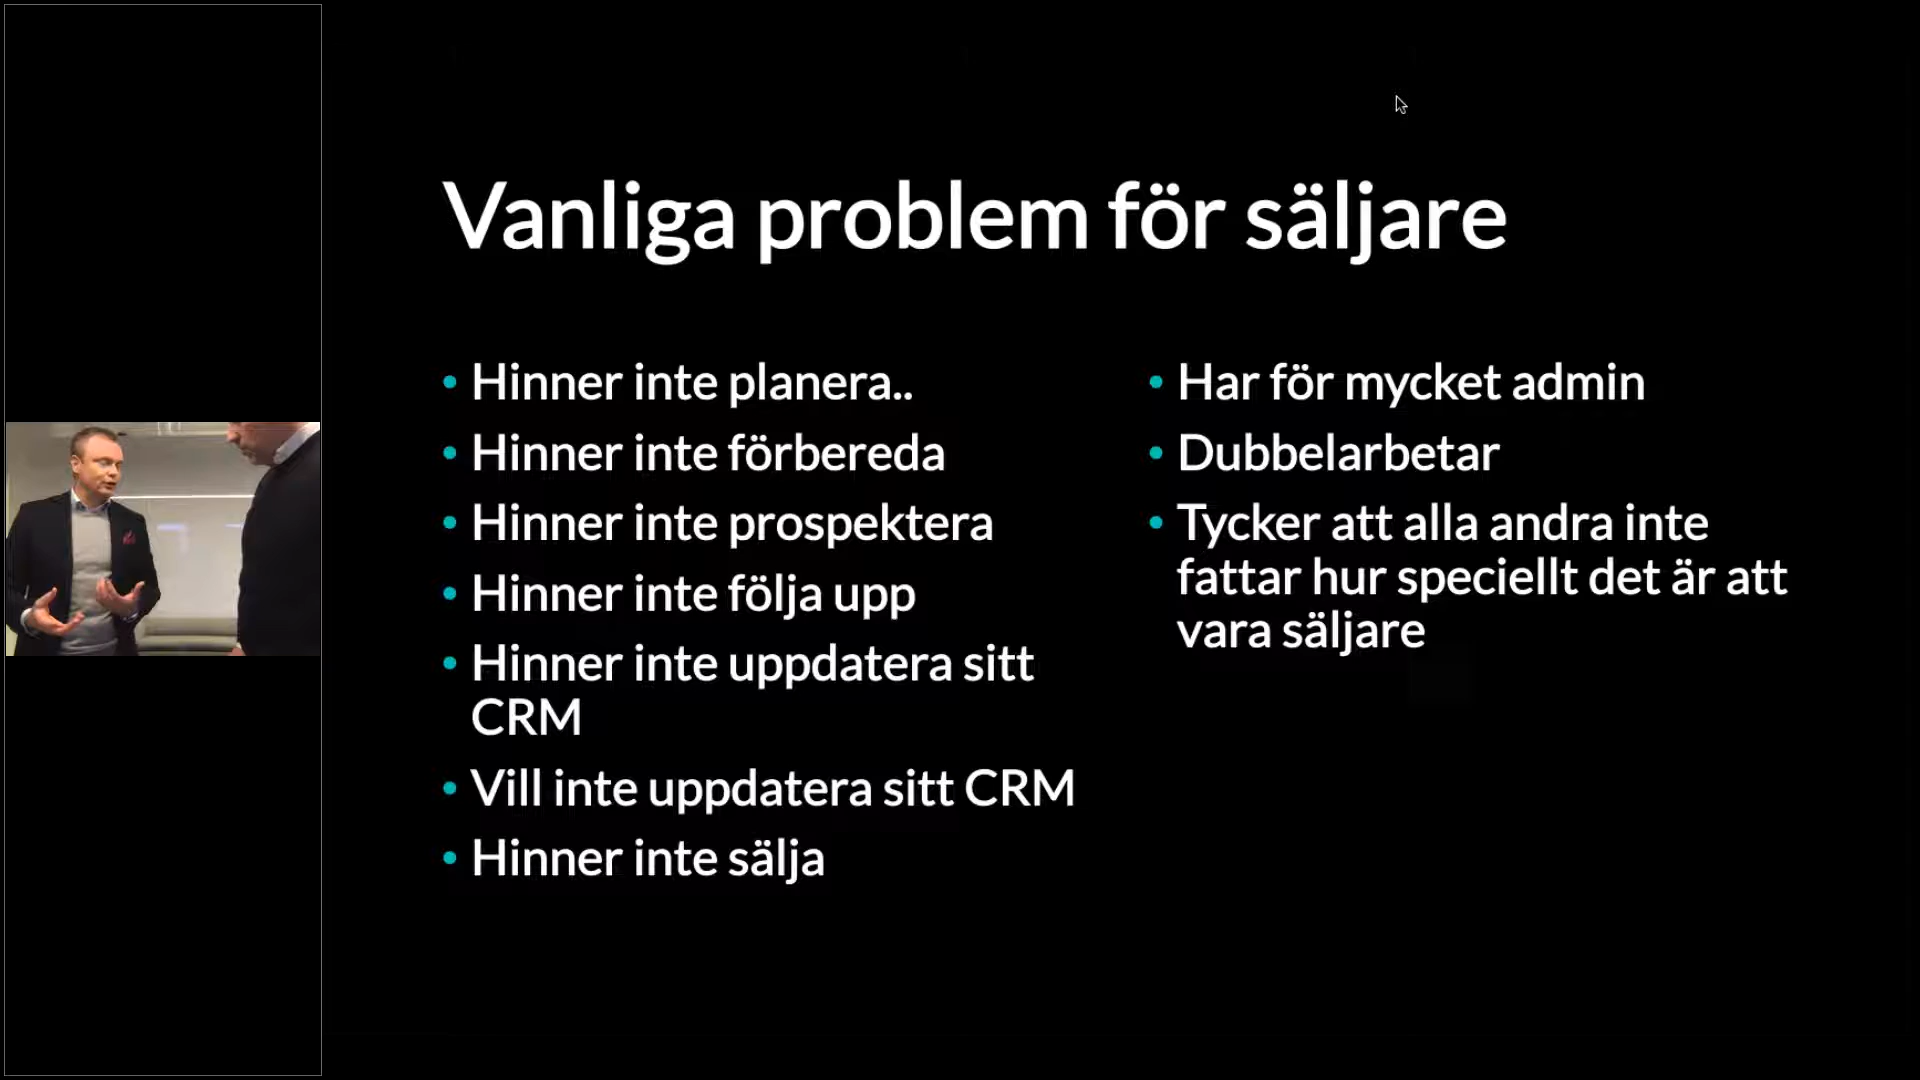 Vanliga problem för säljare
• Hinner inte planera..
• Hinner inte förbereda
• Hinner inte prospektera
• Hinner inte följa upp
• Hinner inte uppdatera sitt
CRM
• Vill inte uppdatera sitt CRM
• Hinner inte sälja
• Har för mycket admin
• Dubbelarbetar
• Tycker att alla andra inte
fattar hur speciellt det är att
vara säljare